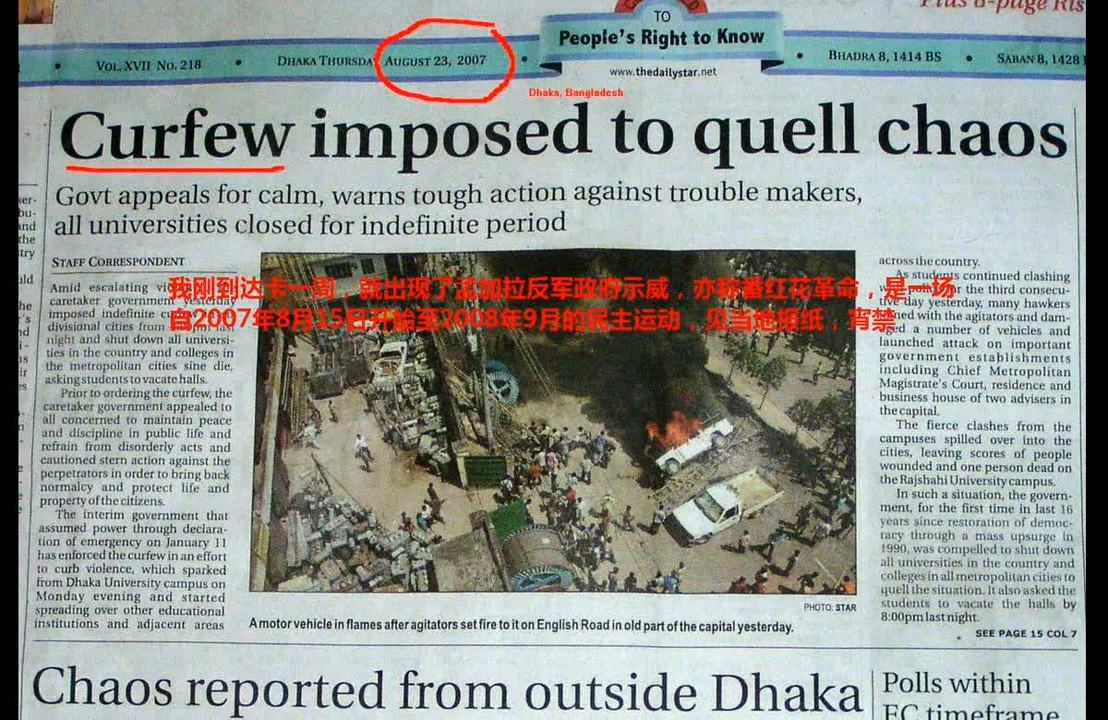 Plus 8-page Ris
TO
People's Right to Know
www.thedailystar.net
VOL. XVII NO. 218
DHAKA THURSDAY AUGUST 23, 2007
BHADRA 8, 1414 BS
SABAN 8, 1428
Dhaka, Bangladesh
Curfew imposed to quell chaos
Govt appeals for calm, warns tough action against trouble makers,
all universities closed for indefinite period
STAFF CORRESPONDENT
Amid escalating
caretaker government yesterday
imposed indefinite
divisional cities from
night and shut down all universi-
ties in the country and colleges in
the metropolitan cities sine die,
asking students to vacate halls.
Prior to ordering the curfew, the
caretaker government appealed to
all concerned to maintain peace
and discipline in public life and
refrain from disorderly acts and
cautioned stern action against the
perpetrators in order to bring back
normalcy and protect life and
property of the citizens.
The interim government that
assumed power through declara-
tion of emergency on January 11
has enforced the curfew in an effort
to curb violence, which sparked
from Dhaka University campus on
Monday evening and started
spreading over other educational
institutions and adjacent areas
我刚到达卡一周，就出现了孟加拉反军政府示威，亦称番红花革命，是一场
自2007年8月15日开始至2008年9月的民主运动，见当地报纸，宵禁
PHOTO: STAR
A motor vehicle in flames after agitators set fire to it on English Road in old part of the capital yesterday.
across the country.
As students continued clashing
for the third consecu-
tive day yesterday, many hawkers
with the agitators and dam-
aged a number of vehicles and
launched attack on important
government establishments
including Chief Metropolitan
Magistrate's Court, residence and
business house of two advisers in
the capital.
The fierce clashes from the
campuses spilled over into the
cities, leaving scores of people
wounded and one person dead on
the Rajshahi University campus.
In such a situation, the govern-
ment, for the first time in last 16
years since restoration of democ-
racy through a mass upsurge in
1990, was compelled to shut down
all universities in the country and
colleges in all metropolitan cities to
quell the situation. It also asked the
students to vacate the halls by
8:00pm last night.
SEE PAGE 15 COL 7
Chaos reported from outside Dhaka
Polls within
EC timeframe